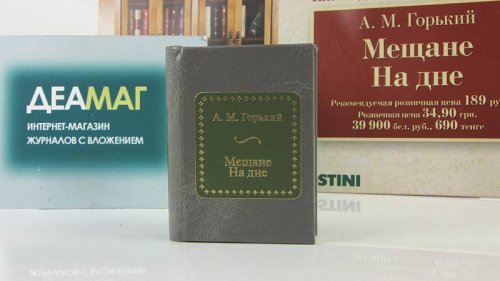 ДЕАМАГ
ИНТЕРНЕТ-МАГАЗИН
ЖУРНАЛОВ С ВЛОЖЕНИЕМ
А. М. Горький
Мещане
На дне
А. М. Горький
Мещане
На дне
Рекомендуемая розничная цена 189 ру
Розничная цена 34,90 грн,
39 900 бел. руб., 690 тенге
STINI